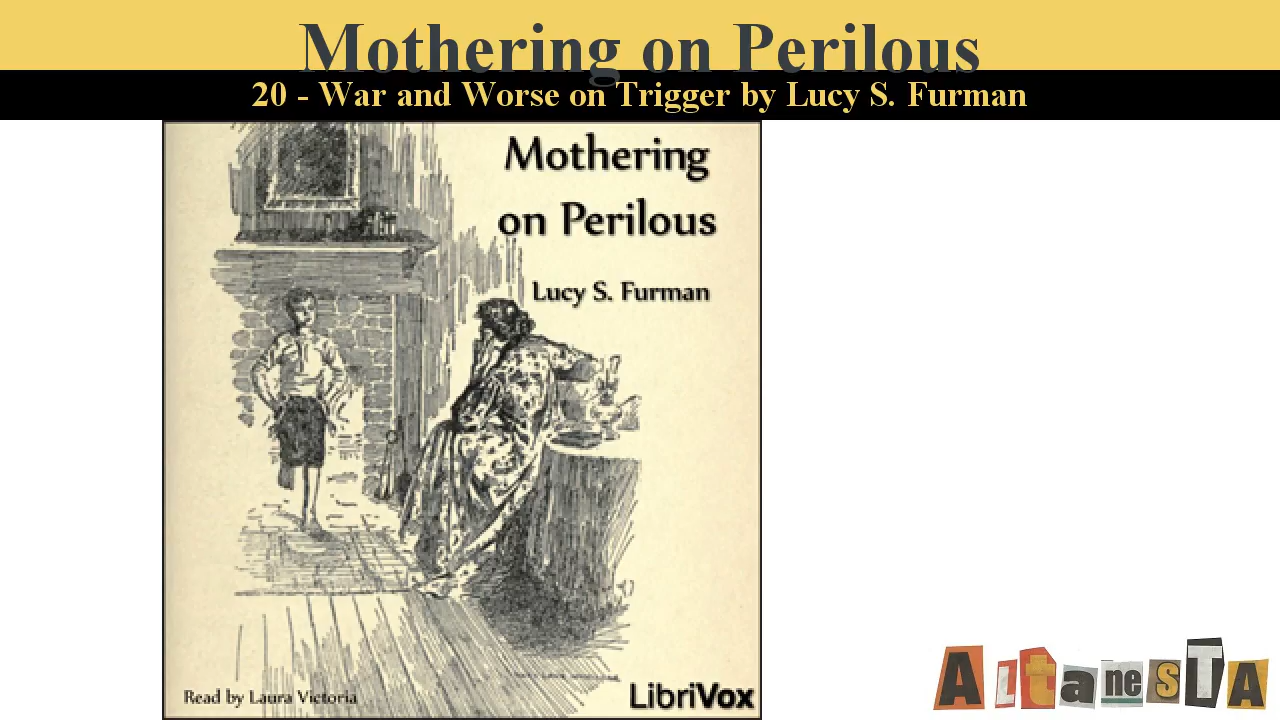 Mothering on Perilous
20 - War and Worse on Trigger by Lucy S. Furman
Mothering
on Perilous
Lucy S. Furman
Read by Laura Victoria
LibriVox
AltanesTA